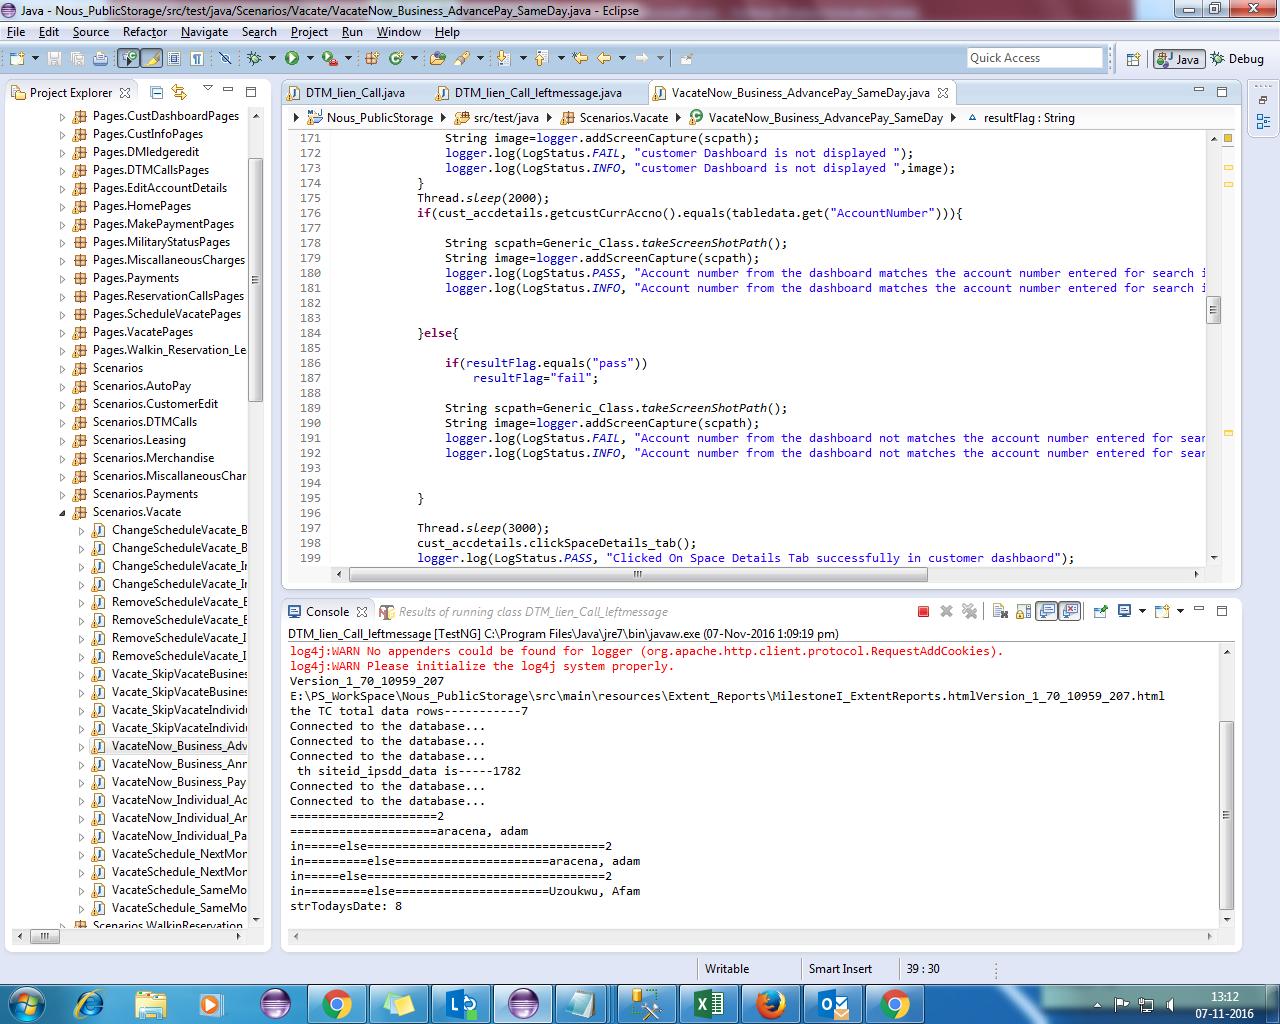 Java - Nous_PublicStorage/src/test/java/Scenarios/Vacate/VacateNow_Business_AdvancePay_SameDay.java - Eclipse
File Edit Source Refactor Navigate Search Project Run Window Help
Quick Access
Java
Debug
Project Explorer
Pages.CustDashboardPages
Pages.CustInfoPages
Pages.DMledgeredit
Pages.DTMCallsPages
Pages.EditAccountDetails
Pages.HomePages
Pages.MakePaymentPages
Pages.MilitaryStatusPages
Pages.MiscallaneousCharges
Pages.Payments
Pages.ReservationCallsPages
Pages.ScheduleVacatePages
Pages.VacatePages
Pages.Walkin_Reservation_Le
Scenarios
Scenarios.AutoPay
Scenarios.CustomerEdit
Scenarios.DTMCalls
Scenarios.Leasing
Scenarios.Merchandise
Scenarios.MiscallaneousChar
Scenarios.Payments
Scenarios.Vacate
ChangeScheduleVacate_B
ChangeScheduleVacate_B
ChangeScheduleVacate_In
ChangeScheduleVacate_In
RemoveScheduleVacate_B
RemoveScheduleVacate_B
RemoveScheduleVacate_I
RemoveScheduleVacate_I
Vacate_SkipVacateBusines
Vacate_SkipVacateBusines
Vacate_SkipVacateIndividu
Vacate_SkipVacateIndividu
VacateNow_Business_Adv
VacateNow_Business_Ann
VacateNow_Business_Pay
VacateNow_Individual_Ad
VacateNow_Individual_An
VacateNow_Individual_Pa
VacateSchedule_NextMon
VacateSchedule_NextMon
VacateSchedule_SameMo
VacateSchedule_SameMo
Scenarios.WalkinReservation
DTM_lien_Call.java
DTM_lien_Call_leftmessage.java
VacateNow_Business_AdvancePay_SameDay.java
Nous_PublicStorage src/test/java Scenarios.Vacate VacateNow_Business_AdvancePay_SameDay resultFlag : String
171 String image=logger.addScreenCapture(scpath);
172 logger.log(LogStatus.FAIL, "customer Dashboard is not displayed ");
173 logger.log(LogStatus.INFO, "customer Dashboard is not displayed ",image);
174 }
175 Thread.sleep(2000);
176 if(cust_accdetails.getcustCurrAccno().equals(tabledata.get("AccountNumber"))){
177
178 String scpath=Generic_Class.takeScreenShotPath();
179 String image=logger.addScreenCapture(scpath);
180 logger.log(LogStatus.PASS, "Account number from the dashboard matches the account number entered for search i
181 logger.log(LogStatus.INFO, "Account number from the dashboard matches the account number entered for search i
182
183
184 }else{
185
186 if(resultFlag.equals("pass"))
187 resultFlag="fail";
188
189 String scpath=Generic_Class.takeScreenShotPath();
190 String image=logger.addScreenCapture(scpath);
191 logger.log(LogStatus.FAIL, "Account number from the dashboard not matches the account number entered for sear
192 logger.log(LogStatus.INFO, "Account number from the dashboard not matches the account number entered for sear
193
194
195 }
196
197 Thread.sleep(3000);
198 cust_accdetails.clickSpaceDetails_tab();
199 logger.log(LogStatus.PASS, "Clicked On Space Details Tab successfully in customer dashbaord");
Console
Results of running class DTM_lien_Call_leftmessage
DTM_lien_Call_leftmessage [TestNG] C:\Program Files\Java\jre7\bin\javaw.exe (07-Nov-2016 1:09:19 pm)
log4j:WARN No appenders could be found for logger (org.apache.http.client.protocol.RequestAddCookies).
log4j:WARN Please initialize the log4j system properly.
Version_1_70_10959_207
E:\PS_WorkSpace\Nous_PublicStorage\src\main\resources\Extent_Reports\MilestoneI_ExtentReports.htmlVersion_1_70_10959_207.html
the TC total data rows-----------7
Connected to the database...
Connected to the database...
Connected to the database...
th siteid_ipsdd_data is-----1782
Connected to the database...
Connected to the database...
=====================2
=====================aracena, adam
in=====else==============================2
in=========else======================aracena, adam
in=====else==============================2
in=========else======================Uzoukwu, Afam
strTodaysDate: 8
Writable Smart Insert 39 : 30
13:12
07-11-2016